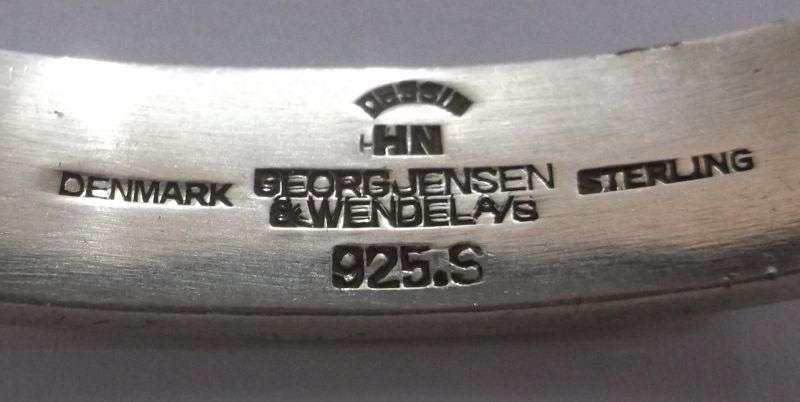 DESSIN
HN
DENMARK GEORG JENSEN STERLING
& WENDEL A/S
925.S